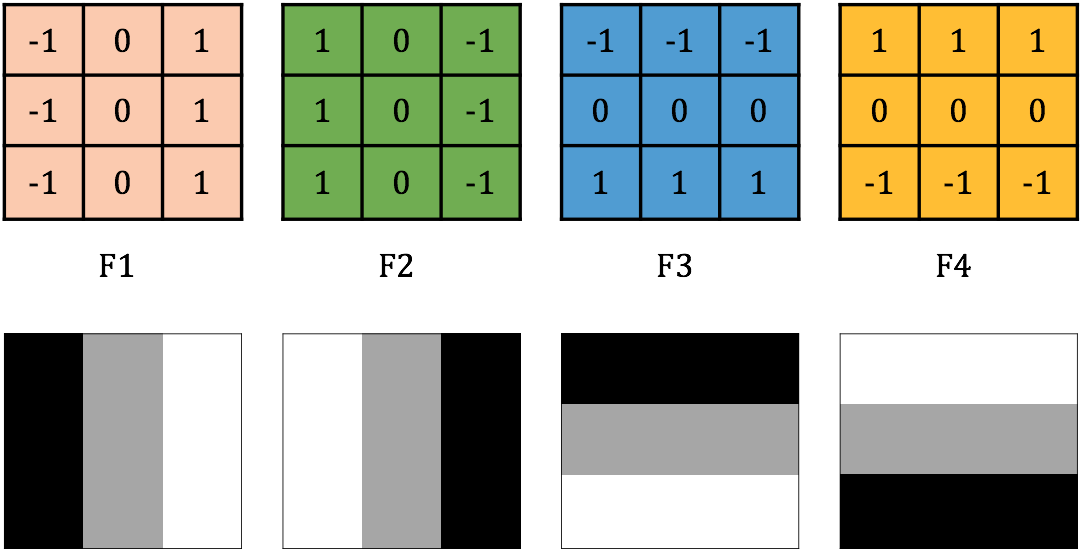 -1 0 1 1 0 -1 -1 -1 -1 1 1 1
-1 0 1 1 0 -1 0 0 0 0 0 0
-1 0 1 1 0 -1 1 1 1 -1 -1 -1
F1 F2 F3 F4